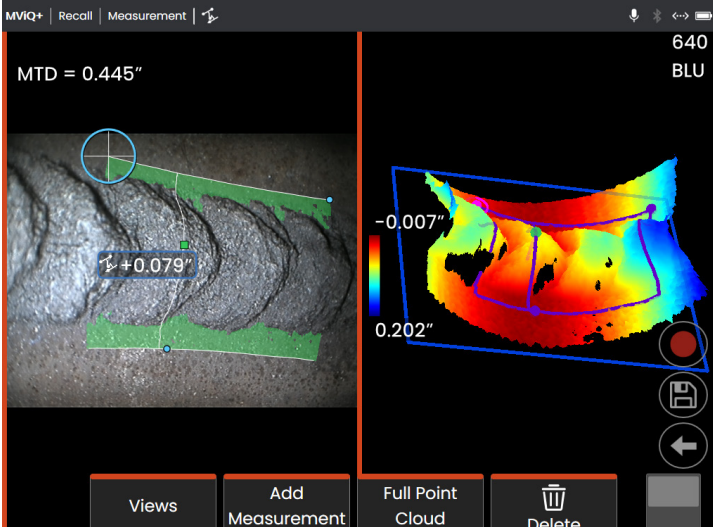 MViQ+ | Recall | Measurement |
640
BLU
MTD = 0.445"
-0.007"
+0.079"
0.202"
Views
Add
Measurement
Full Point
Cloud
Delete